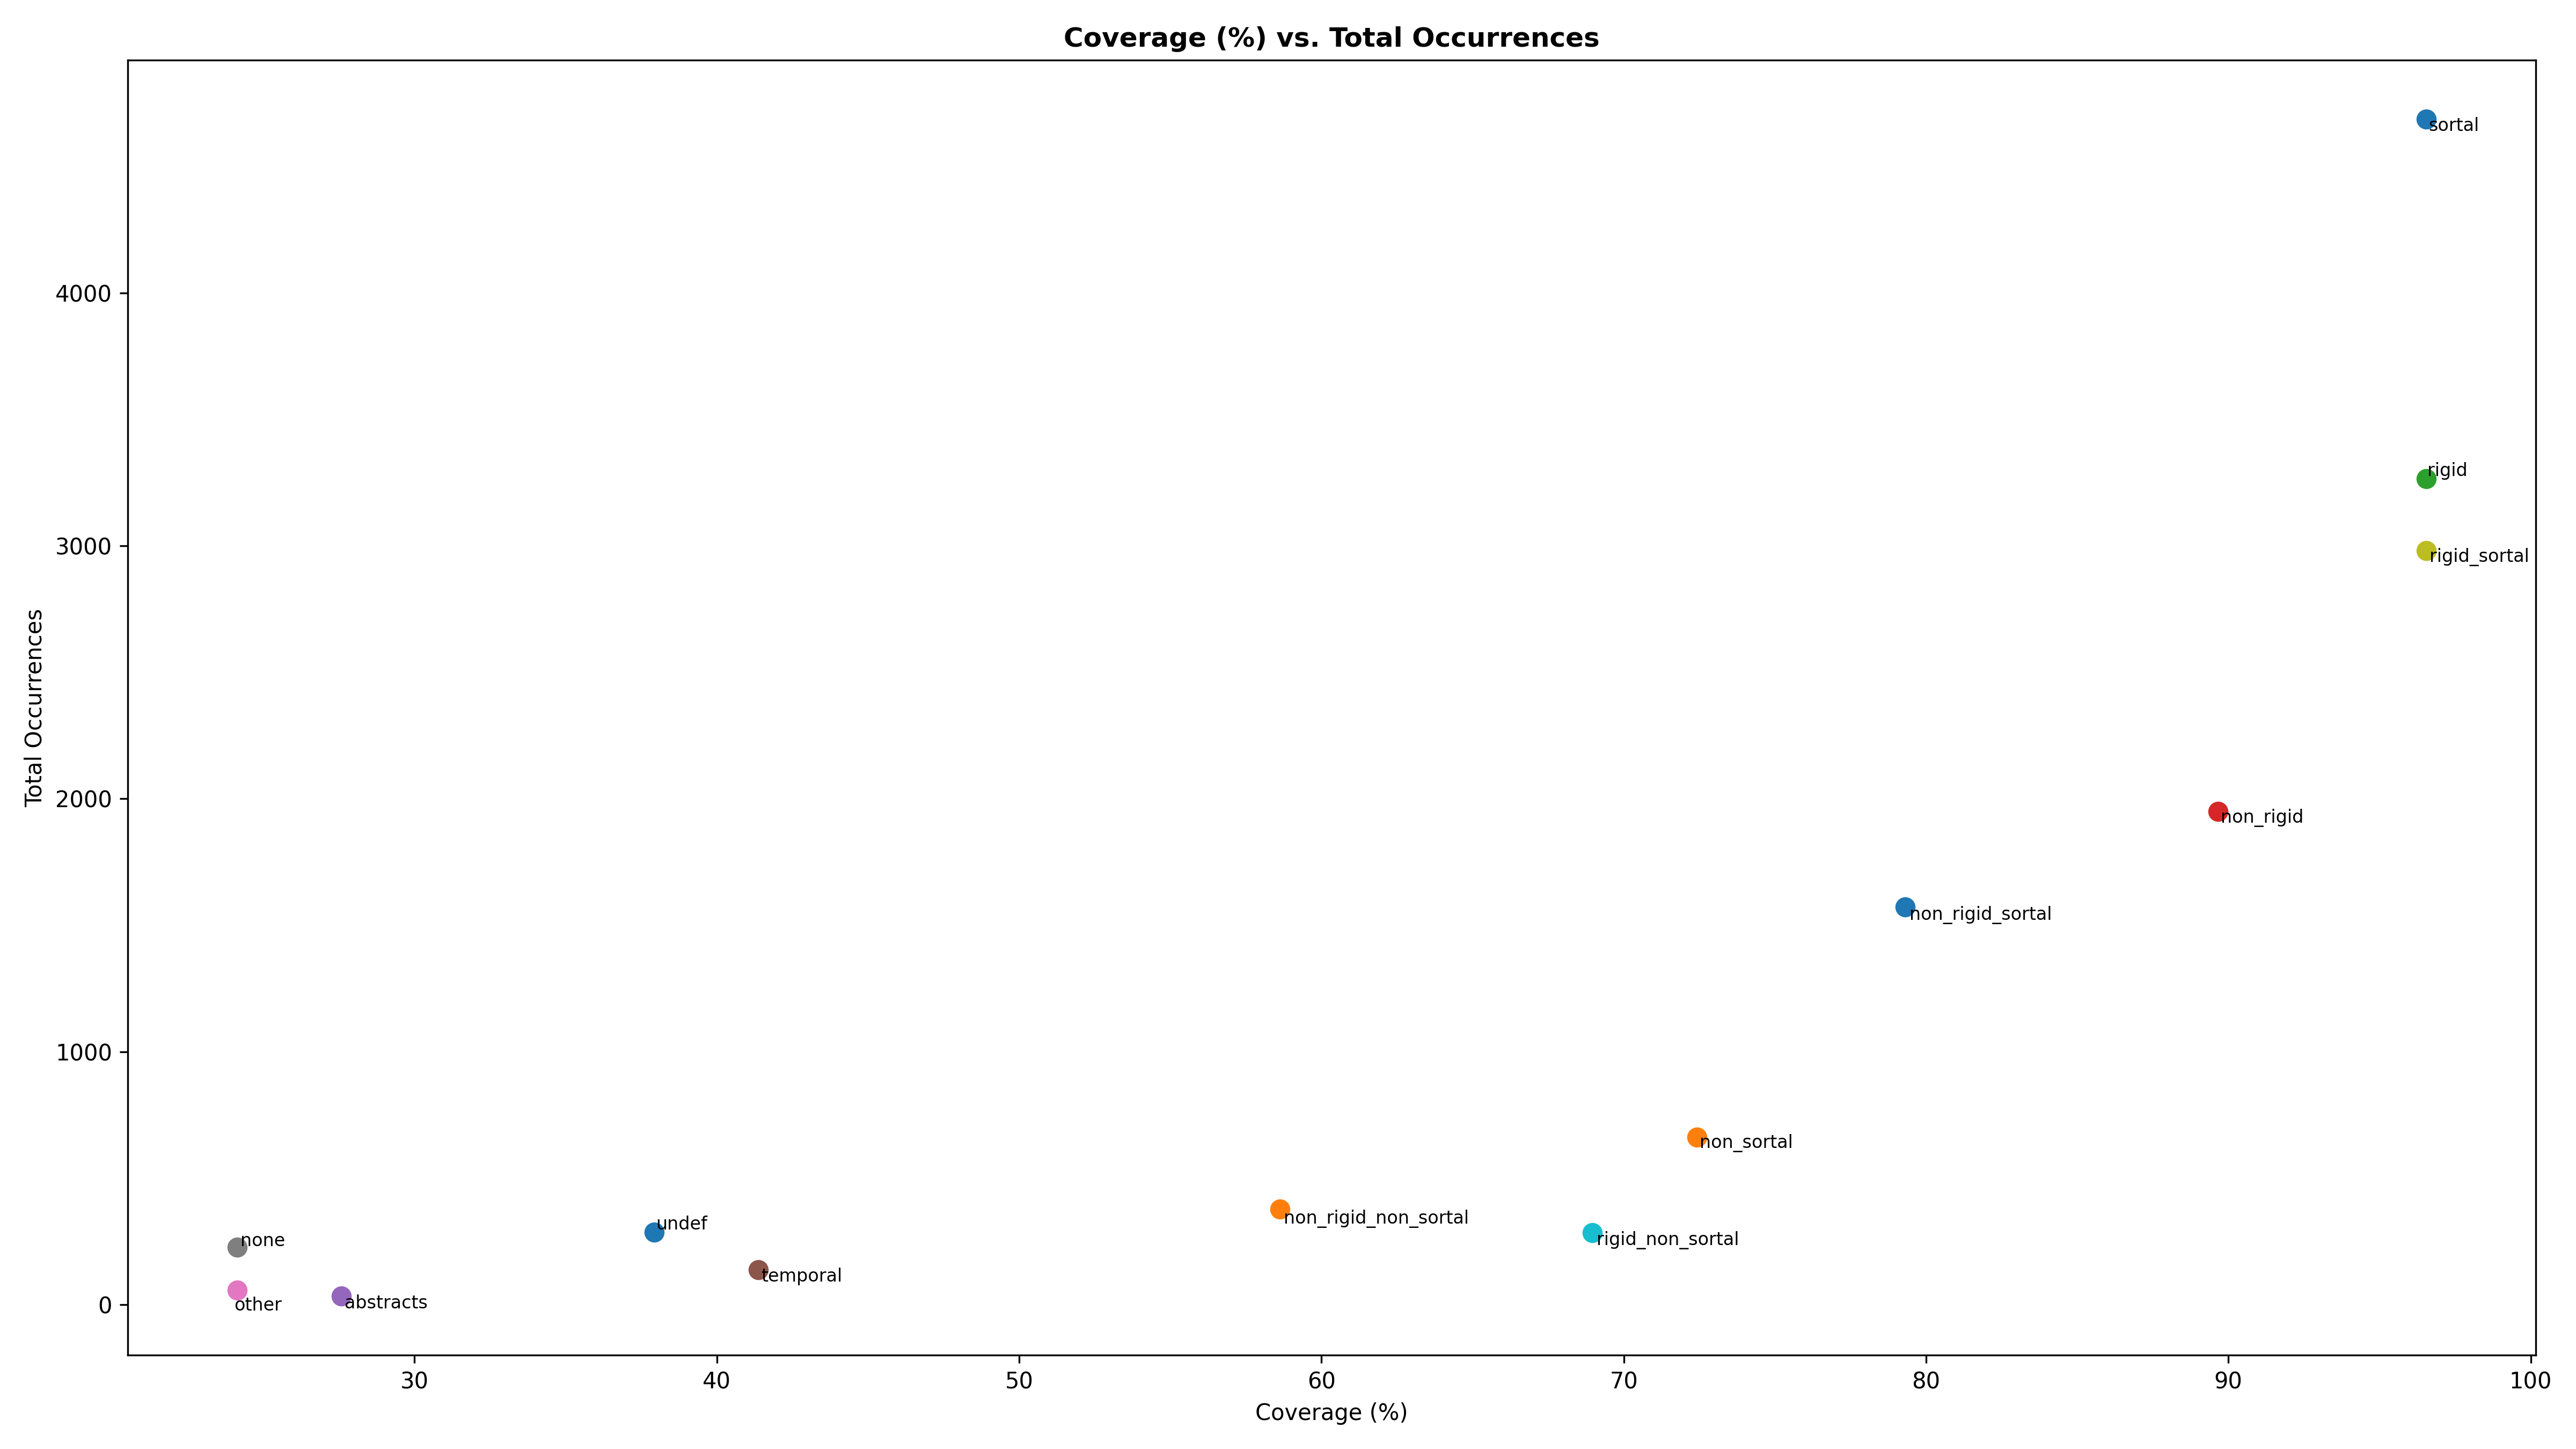 Coverage (%) vs. Total Occurrences
Total Occurrences
4000
3000
2000
1000
0
sortal
rigid
rigid_sortal
non_rigid
non_rigid_sortal
non_sortal
non_rigid_non_sortal
rigid_non_sortal
undef
none
temporal
other
abstracts
30
40
50
60
70
80
90
100
Coverage (%)